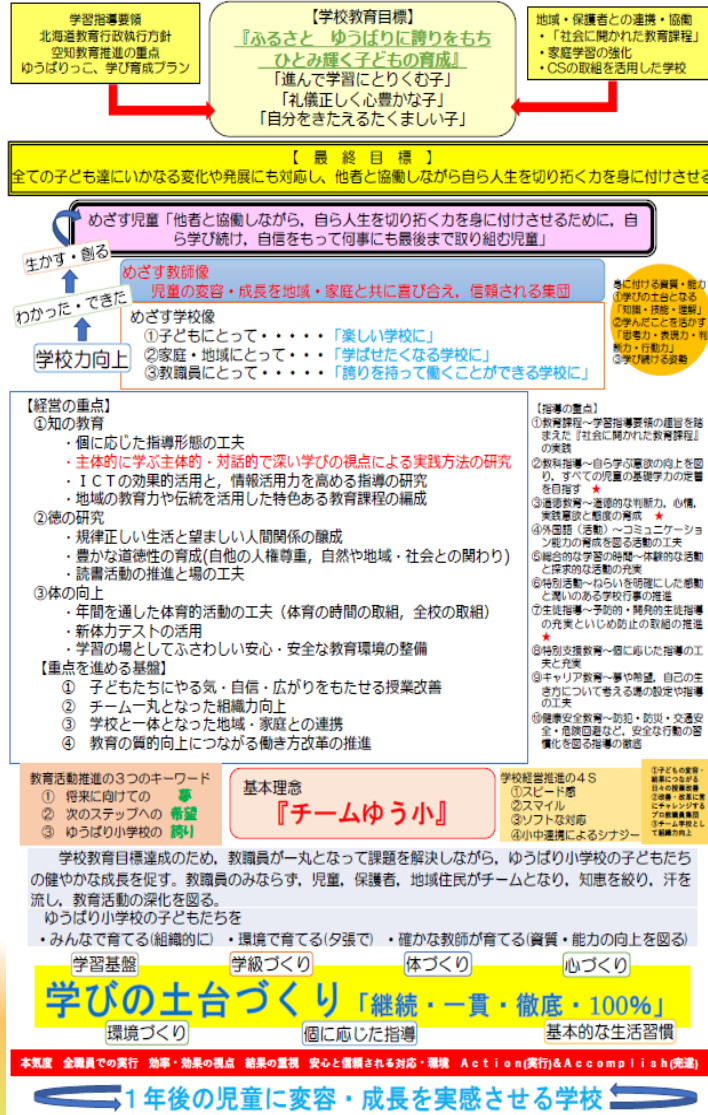 学習指導要領
北海道教育行政執行方針
空知教育推進の重点
ゆうばりっこ、学び育成プラン
【学校教育目標】
『ふるさと　ゆうばりに誇りをもち
ひとみ輝く子どもの育成』
「進んで学習にとりくむ子」
「礼儀正しく心豊かな子」
「自分をきたえるたくましい子」
地域・保護者との連携・協働
・「社会に開かれた教育課程」
・家庭学習の強化
・CSの取組を活用した学校
【　最　終　目　標　】
全ての子ども達にいかなる変化や発展にも対応し、他者と協働しながら自ら人生を切り拓く力を身に付けさせる
めざす児童「他者と協働しながら，自ら人生を切り拓く力を身に付けさせるために，自
ら学び続け，自信をもって何事にも最後まで取り組む児童」
生かす・創る
わかった・できた
学校力向上
めざす教師像
児童の変容・成長を地域・家庭と共に喜び合え，信頼される集団
めざす学校像
①子どもにとって・・・・・「楽しい学校に」
②家庭・地域にとって・・・「学ばせたくなる学校に」
③教職員にとって・・・・・「誇りを持って働くことができる学校に」
身に付ける資質・能力
①学びの土台となる
「知識・技能・理解」
②学んだことを活かす
「思考力・表現力・判
断力・行動力」
③学び続ける姿勢
【経営の重点】
①知の教育
・個に応じた指導形態の工夫
・主体的に学ぶ主体的・対話的で深い学びの視点による実践方法の研究
・ＩＣＴの効果的活用と，情報活用力を高める指導の研究
・地域の教育力や伝統を活用した特色ある教育課程の編成
②徳の研究
・規律正しい生活と望ましい人間関係の醸成
・豊かな道徳性の育成(自他の人権尊重，自然や地域・社会との関わり)
・読書活動の推進と場の工夫
③体の向上
・年間を通した体育的活動の工夫（体育の時間の取組，全校の取組）
・新体力テストの活用
・学習の場としてふさわしい安心・安全な教育環境の整備
【重点を進める基盤】
①　子どもたちにやる気・自信・広がりをもたせる授業改善
②　チーム一丸となった組織力向上
③　学校と一体となった地域・家庭との連携
④　教育の質的向上につながる働き方改革の推進
【指導の重点】
①教育課程～学習指導要領の趣旨を踏
まえた『社会に開かれた教育課程』
の実践
②教科指導～自ら学ぶ意欲の向上を図
り，すべての児童の基礎学力の定着
を目指す　★
③道徳教育～道徳的な判断力，心情，
実践意欲と態度の育成　★
④外国語（活動）～コミュニケーショ
ン能力の育成を図る活動の工夫
⑤総合的な学習の時間～体験的な活動
と探求的な活動の充実
⑥特別活動～ねらいを明確にした感動
と潤いのある学校行事の推進
⑦生徒指導～予防的・開発的生徒指導
の充実といじめ防止の取組の推進
★
⑧特別支援教育～個に応じた指導の工
夫と充実
⑨キャリア教育～夢や希望，自己の生
き方について考える場の設定や指導
の工夫
⑩健康安全教育～防犯・防災・交通安
全・危険回避など，安全な行動の習
慣化を図る指導の徹底
教育活動推進の３つのキーワード
①　将来に向けての　夢
②　次のステップへの　希望
③　ゆうばり小学校の　誇り
基本理念
『チームゆう小』
学校経営推進の４Ｓ
①スピード感
②スマイル
③ソフトな対応
④小中連携によるシナジー
①子どもの変容・
結果につながる
日々の授業改善
②改善・改革に常
にチャレンジする
プロ教職員集団
③チーム学校とし
て組織力向上
学校教育目標達成のため，教職員が一丸となって課題を解決しながら，ゆうばり小学校の子どもたち
の健やかな成長を促す。教職員のみならず，児童，保護者，地域住民がチームとなり，知恵を絞り，汗を
流し，教育活動の深化を図る。
ゆうばり小学校の子どもたちを
・みんなで育てる(組織的に)　・環境で育てる(夕張で)　・確かな教師が育てる(資質・能力の向上を図る)
学習基盤　学級づくり　体づくり　心づくり
学びの土台づくり「継続・一貫・徹底・100%」
環境づくり　個に応じた指導　基本的な生活習慣
本気度　全職員での実行　効率・効果の視点　結果の重視　安心と信頼される対応・環境　Ａｃｔｉｏｎ(実行)&Ａｃｃｏｍｐｌｉｓｈ(完遂)
１年後の児童に変容・成長を実感させる学校